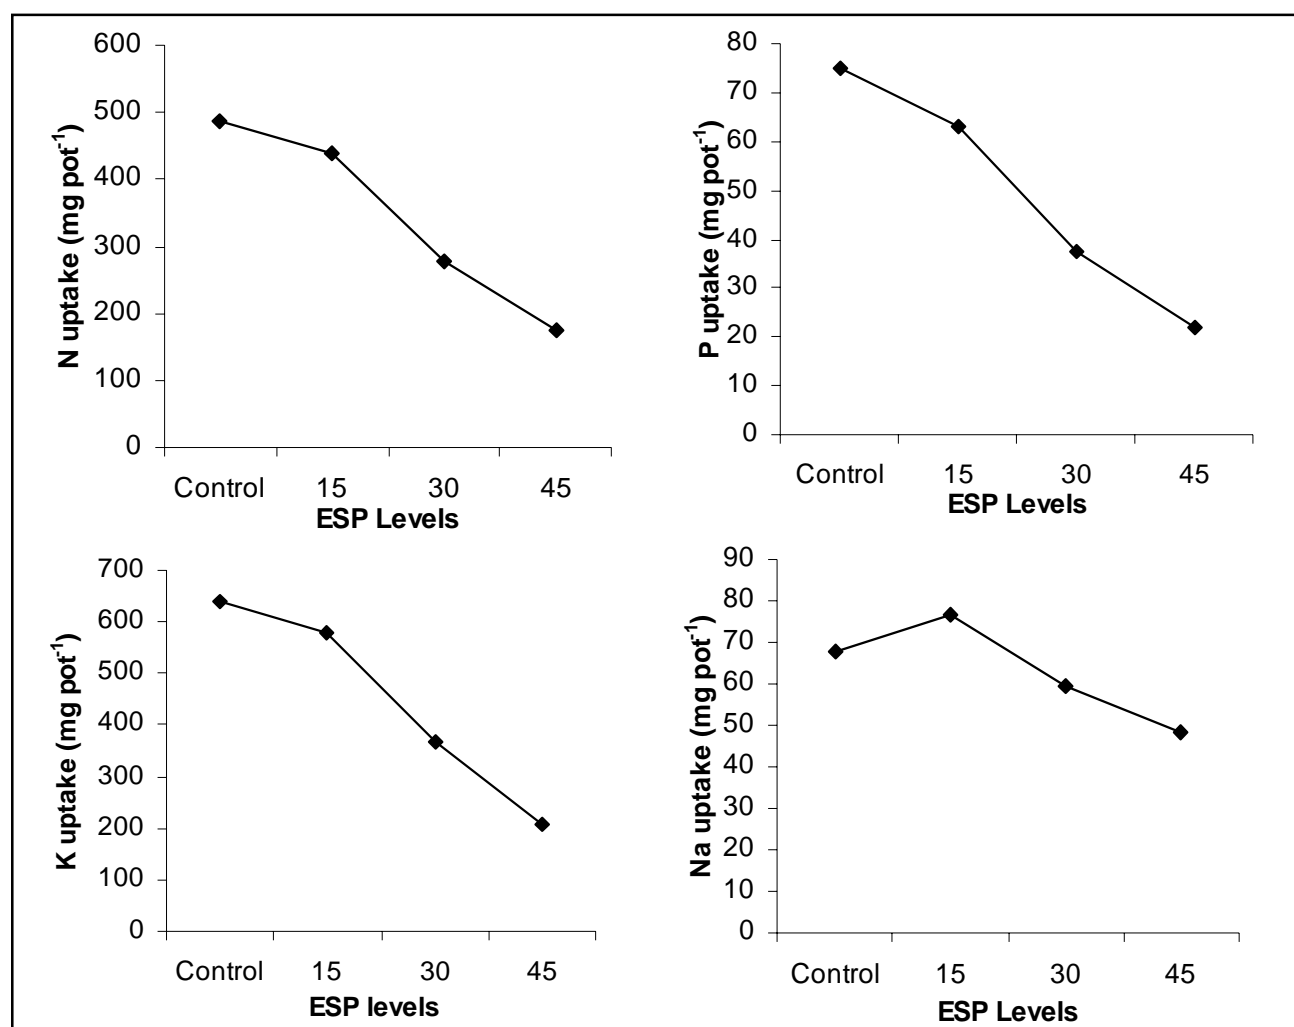 N uptake (mg pot-1)
600
500
400
300
200
100
0
Control 15 30 45
ESP Levels
P uptake (mg pot-1)
80
70
60
50
40
30
20
10
0
Control 15 30 45
ESP Levels
K uptake (mg pot-1)
700
600
500
400
300
200
100
0
Control 15 30 45
ESP levels
Na uptake (mg pot-1)
90
80
70
60
50
40
30
20
10
0
Control 15 30 45
ESP Levels